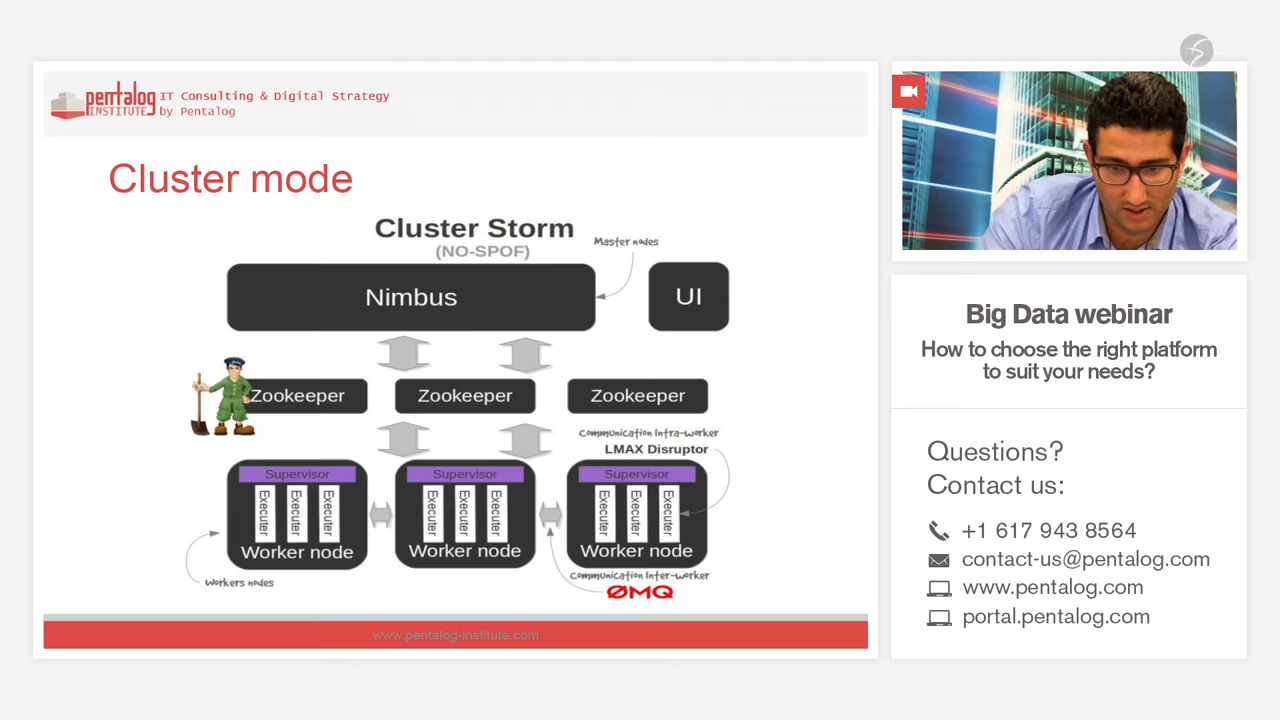 pentalog
INSTITUTE
IT Consulting & Digital Strategy
by Pentalog
Cluster mode
Cluster Storm
(NO-SPOF)
Master nodes
Nimbus
UI
Zookeeper
Zookeeper
Zookeeper
Communication Intra-worker
LMAX Disruptor
Supervisor
Supervisor
Supervisor
Executer
Executer
Executer
Executer
Executer
Executer
Executer
Executer
Executer
Worker node
Worker node
Worker node
Workers nodes
Communication Inter-worker
ØMQ
www.pentalog-institute.com
Big Data webinar
How to choose the right platform
to suit your needs?
Questions?
Contact us:
+1 617 943 8564
contact-us@pentalog.com
www.pentalog.com
portal.pentalog.com